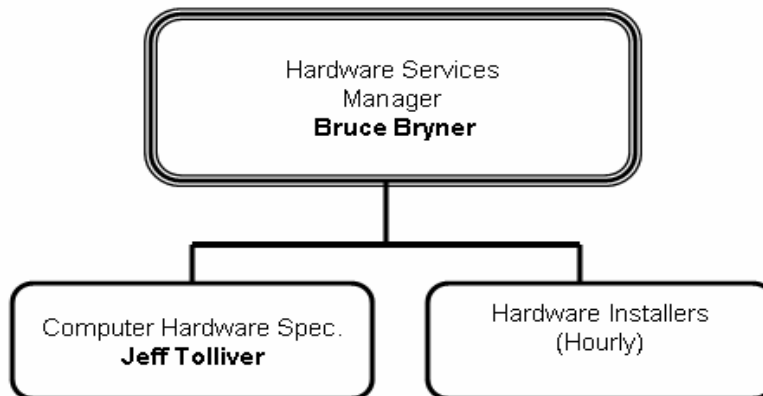 Hardware Services
Manager
Bruce Bryner
Computer Hardware Spec.
Jeff Tolliver
Hardware Installers
(Hourly)